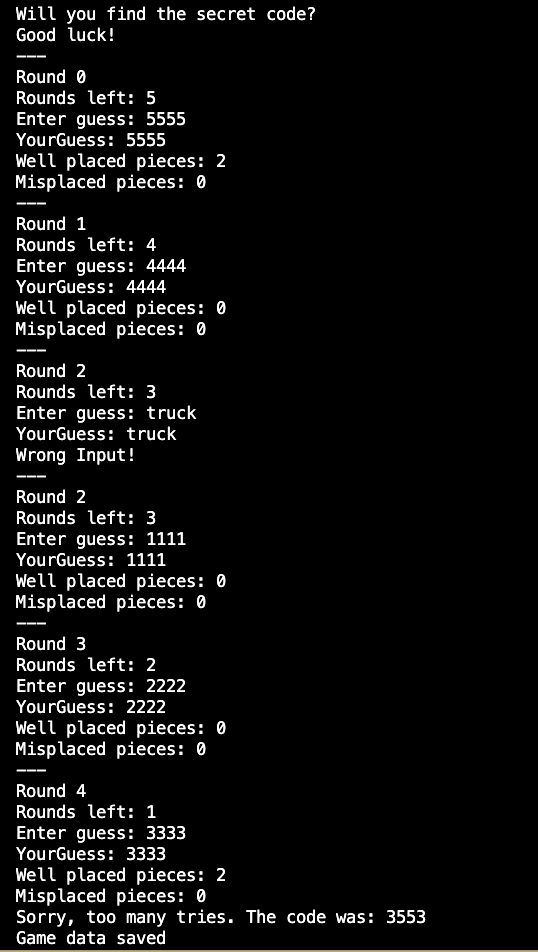 Will you find the secret code?
Good luck!
---
Round 0
Rounds left: 5
Enter guess: 5555
YourGuess: 5555
Well placed pieces: 2
Misplaced pieces: 0
---
Round 1
Rounds left: 4
Enter guess: 4444
YourGuess: 4444
Well placed pieces: 0
Misplaced pieces: 0
---
Round 2
Rounds left: 3
Enter guess: truck
YourGuess: truck
Wrong Input!
---
Round 2
Rounds left: 3
Enter guess: 1111
YourGuess: 1111
Well placed pieces: 0
Misplaced pieces: 0
---
Round 3
Rounds left: 2
Enter guess: 2222
YourGuess: 2222
Well placed pieces: 0
Misplaced pieces: 0
---
Round 4
Rounds left: 1
Enter guess: 3333
YourGuess: 3333
Well placed pieces: 2
Misplaced pieces: 0
Sorry, too many tries. The code was: 3553
Game data saved